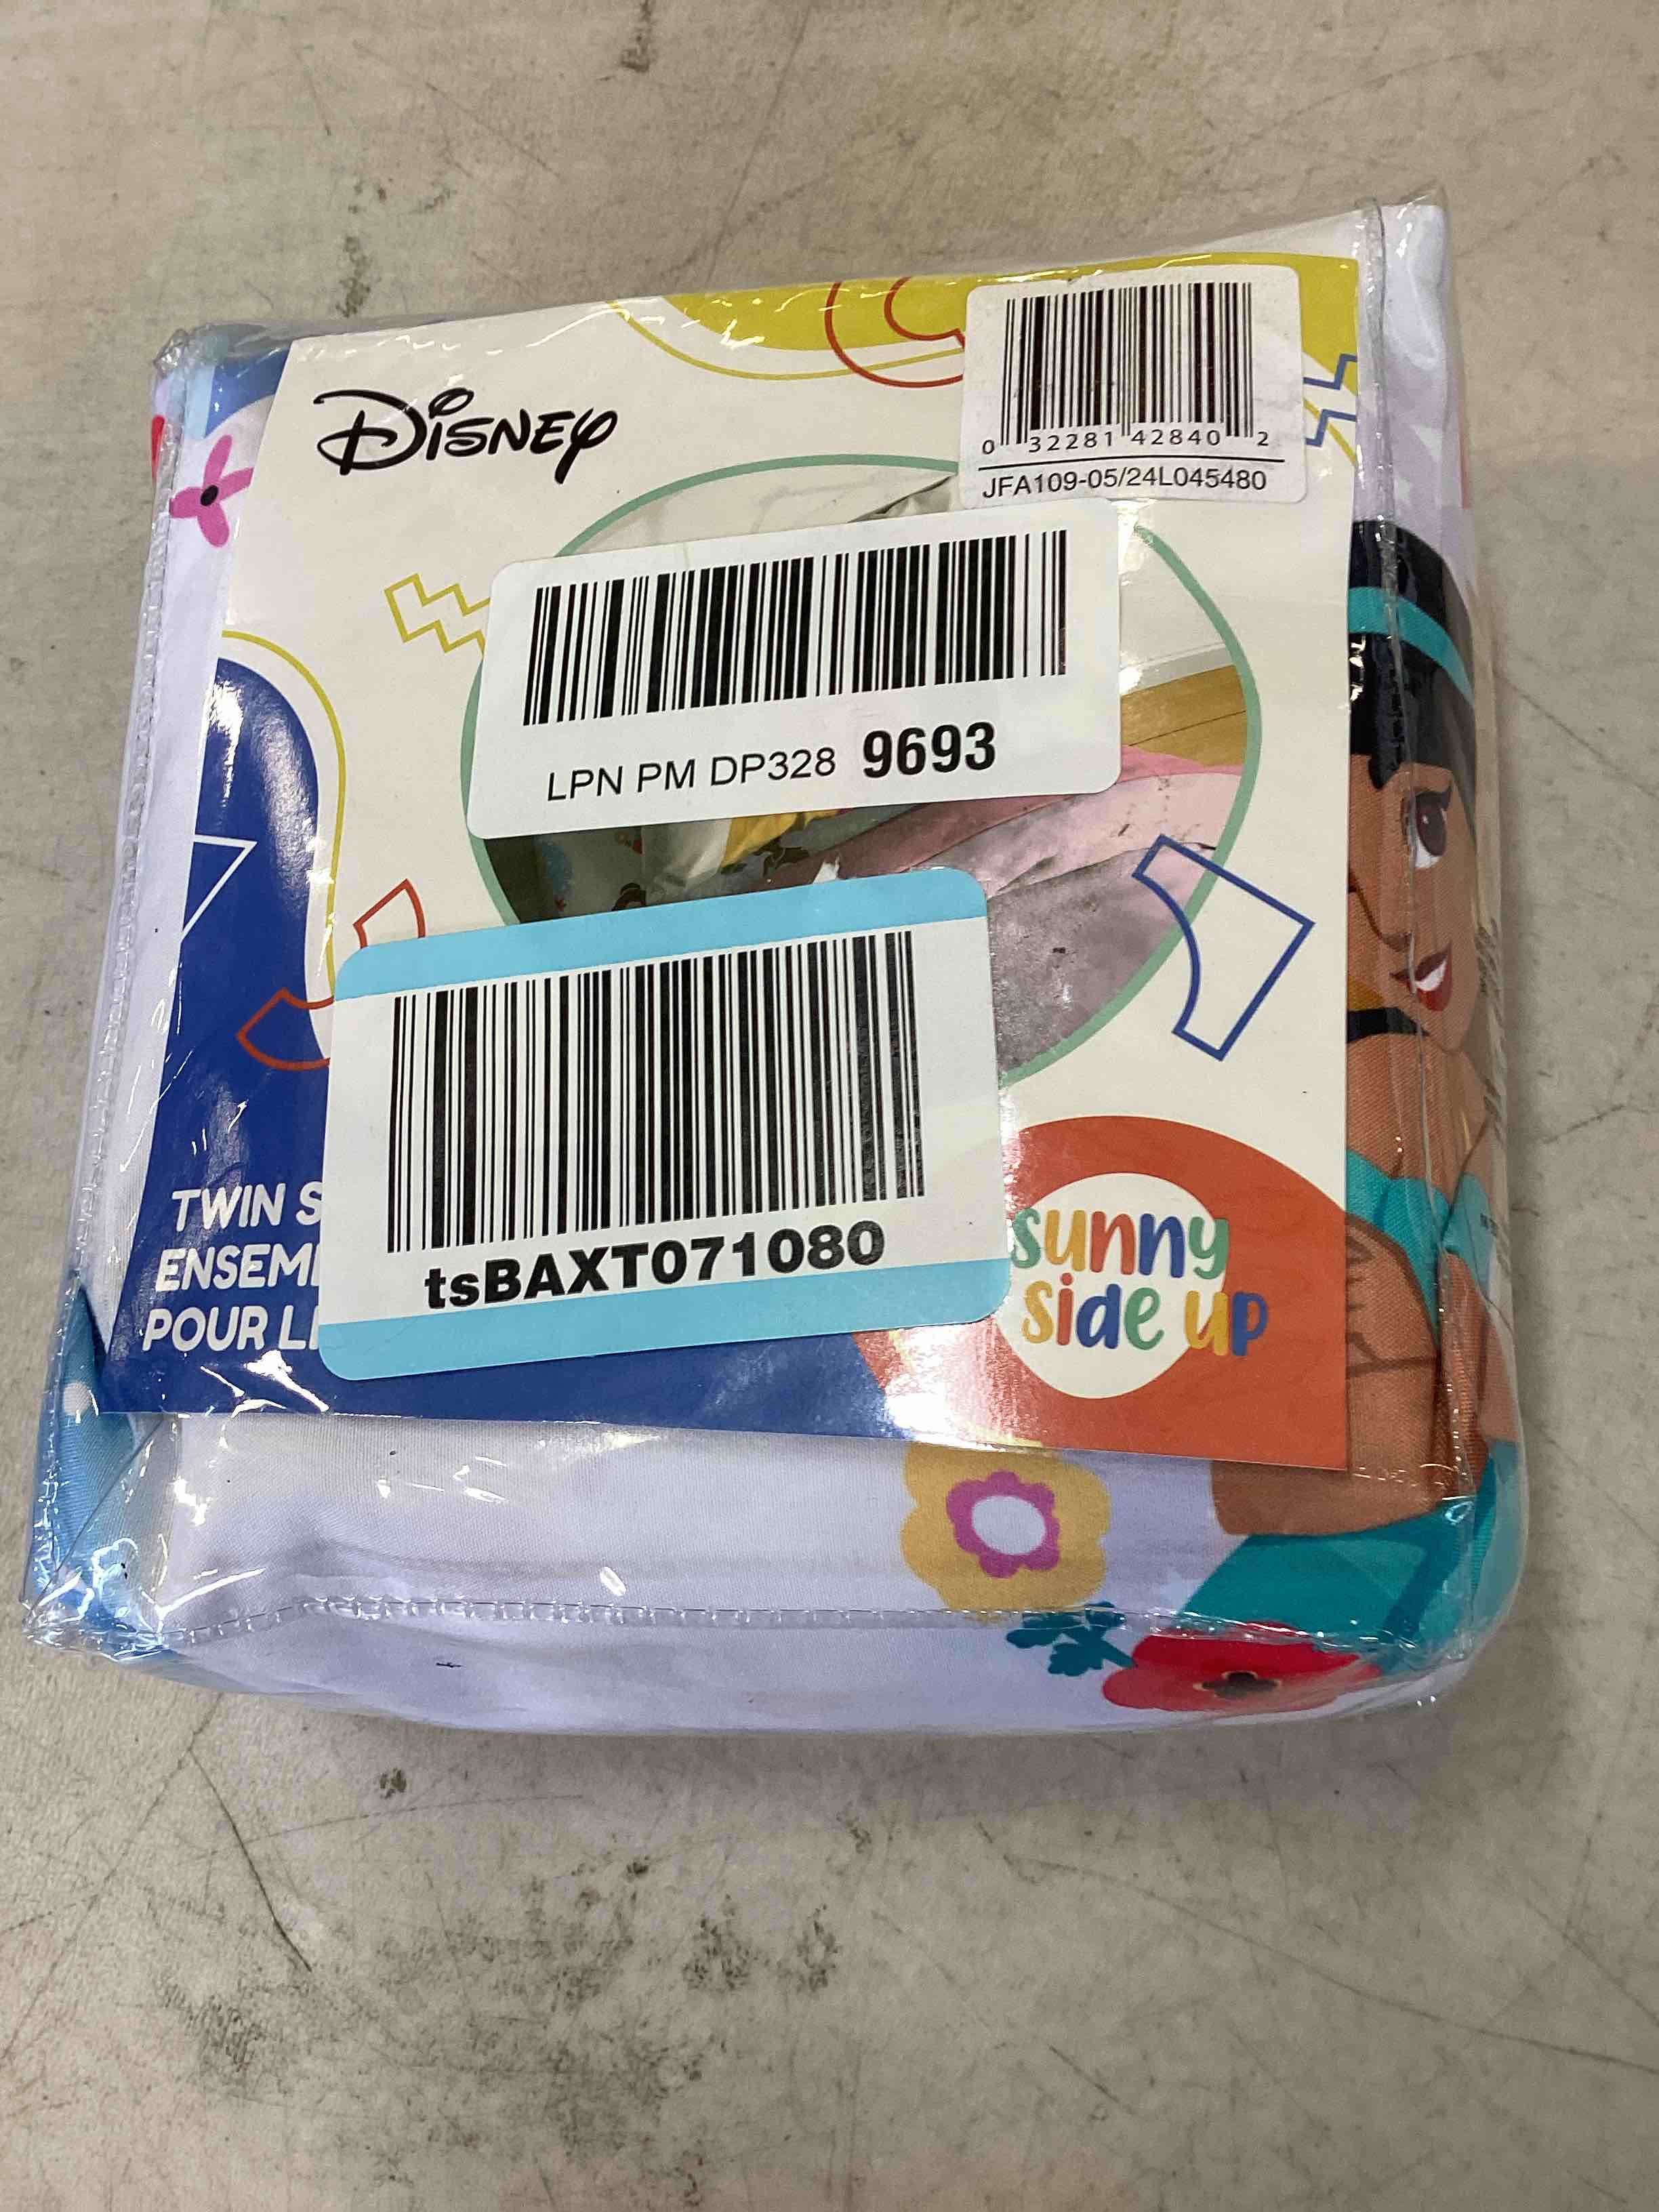 DISNEY
0 32281 42840 2
JFA109-05/24L045480
LPN PM DP328 9693
tsBAXT071080
TWIN S
ENSEM
POUR
sunny
side up